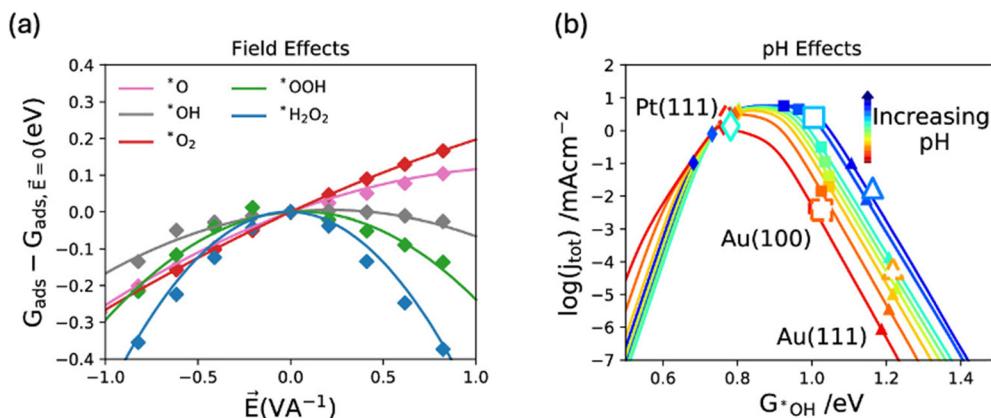 (a)
Field Effects
*O
*OH
*O₂
*OOH
*H₂O₂
0.4
0.3
0.2
0.1
0.0
−0.1
−0.2
−0.3
−0.4
G_ads − G_ads, E⃗ = 0 (eV)
−1.0
−0.5
0.0
0.5
1.0
E⃗(VA⁻¹)
(b)
pH Effects
Pt(111)
Increasing
pH
Au(100)
Au(111)
2
1
0
−1
−2
−3
−4
−5
−6
−7
log(j_tot) /mAcm⁻²
0.6
0.8
1.0
1.2
1.4
G*OH /eV